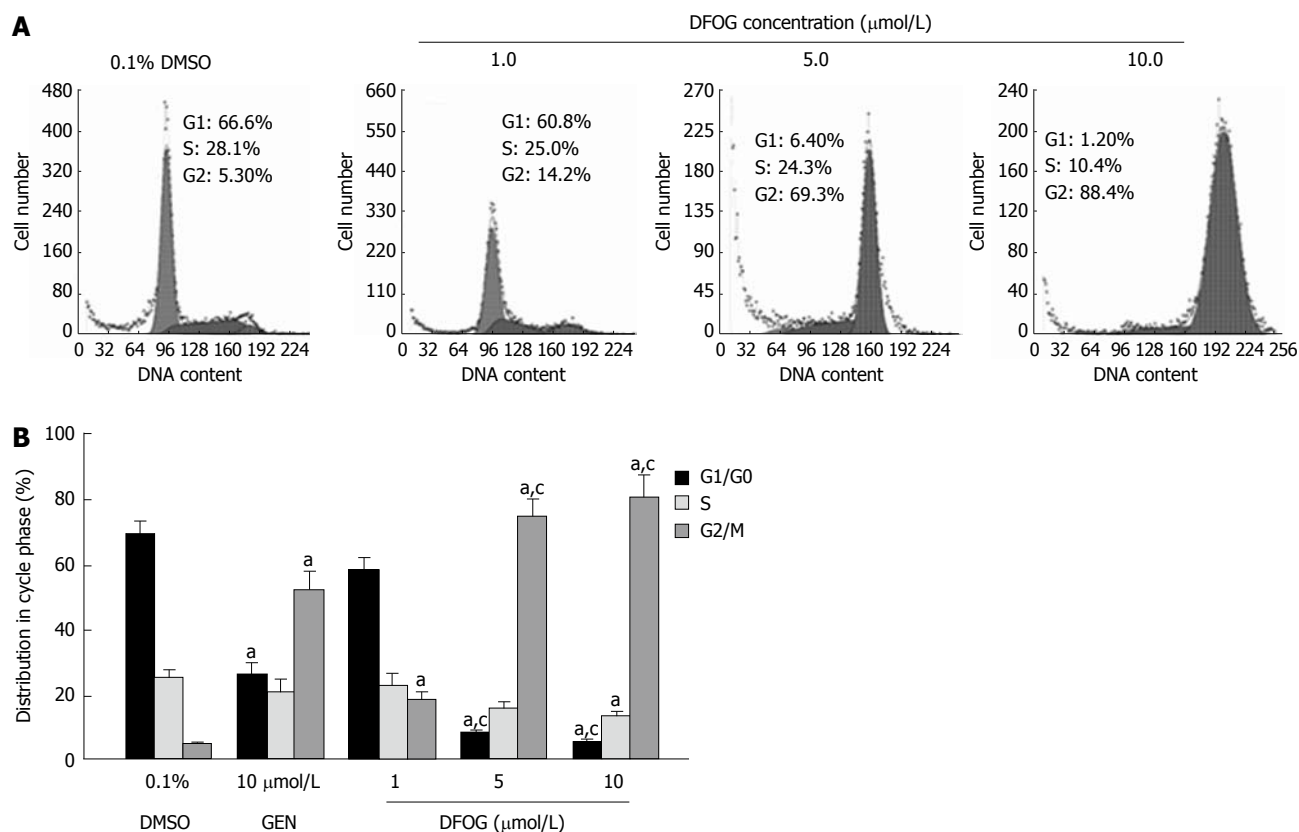 A
DFOG concentration (μmol/L)
0.1% DMSO
1.0
5.0
10.0
480
400
320
240
160
80
0
Cell number
G1: 66.6%
S: 28.1%
G2: 5.30%
0 32 64 96 128 160 192 224
DNA content
660
550
440
330
220
110
0
Cell number
G1: 60.8%
S: 25.0%
G2: 14.2%
0 32 64 96 128 160 192 224
DNA content
270
225
180
135
90
45
0
Cell number
G1: 6.40%
S: 24.3%
G2: 69.3%
0 32 64 96 128 160 192 224
DNA content
240
200
160
120
80
40
0
Cell number
G1: 1.20%
S: 10.4%
G2: 88.4%
0 32 64 96 128 160 192 224 256
DNA content
B
100
80
60
40
20
0
Distribution in cycle phase (%)
a
a
a
a,c
a,c
a,c
a
a,c
G1/G0
S
G2/M
0.1% 10 μmol/L 1 5 10
DMSO GEN DFOG (μmol/L)